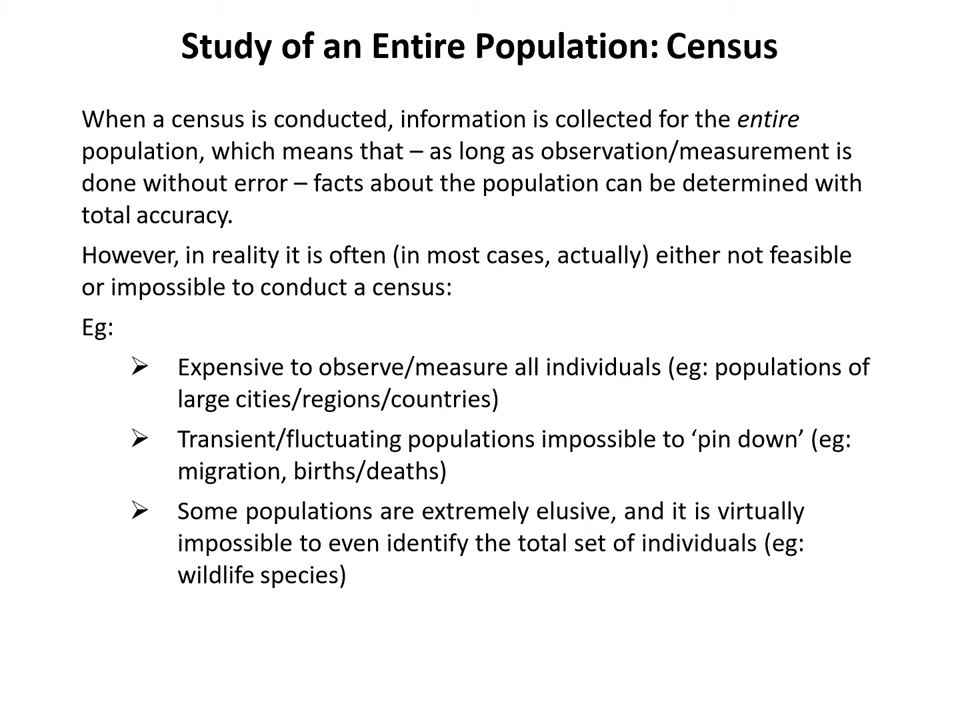 Study of an Entire Population: Census
When a census is conducted, information is collected for the entire
population, which means that – as long as observation/measurement is
done without error – facts about the population can be determined with
total accuracy.
However, in reality it is often (in most cases, actually) either not feasible
or impossible to conduct a census:
Eg:
➢ Expensive to observe/measure all individuals (eg: populations of
large cities/regions/countries)
➢ Transient/fluctuating populations impossible to ‘pin down’ (eg:
migration, births/deaths)
➢ Some populations are extremely elusive, and it is virtually
impossible to even identify the total set of individuals (eg:
wildlife species)